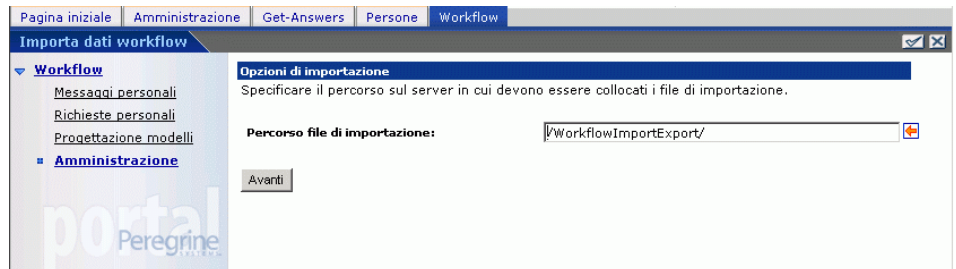 Pagina iniziale Amministrazione Get-Answers Persone Workflow
Importa dati workflow
Workflow
Messaggi personali
Richieste personali
Progettazione modelli
Amministrazione
Opzioni di importazione
Specificare il percorso sul server in cui devono essere collocati i file di importazione.
Percorso file di importazione: /WorkflowImportExport/
Avanti
portal
Peregrine
SYSTEMS